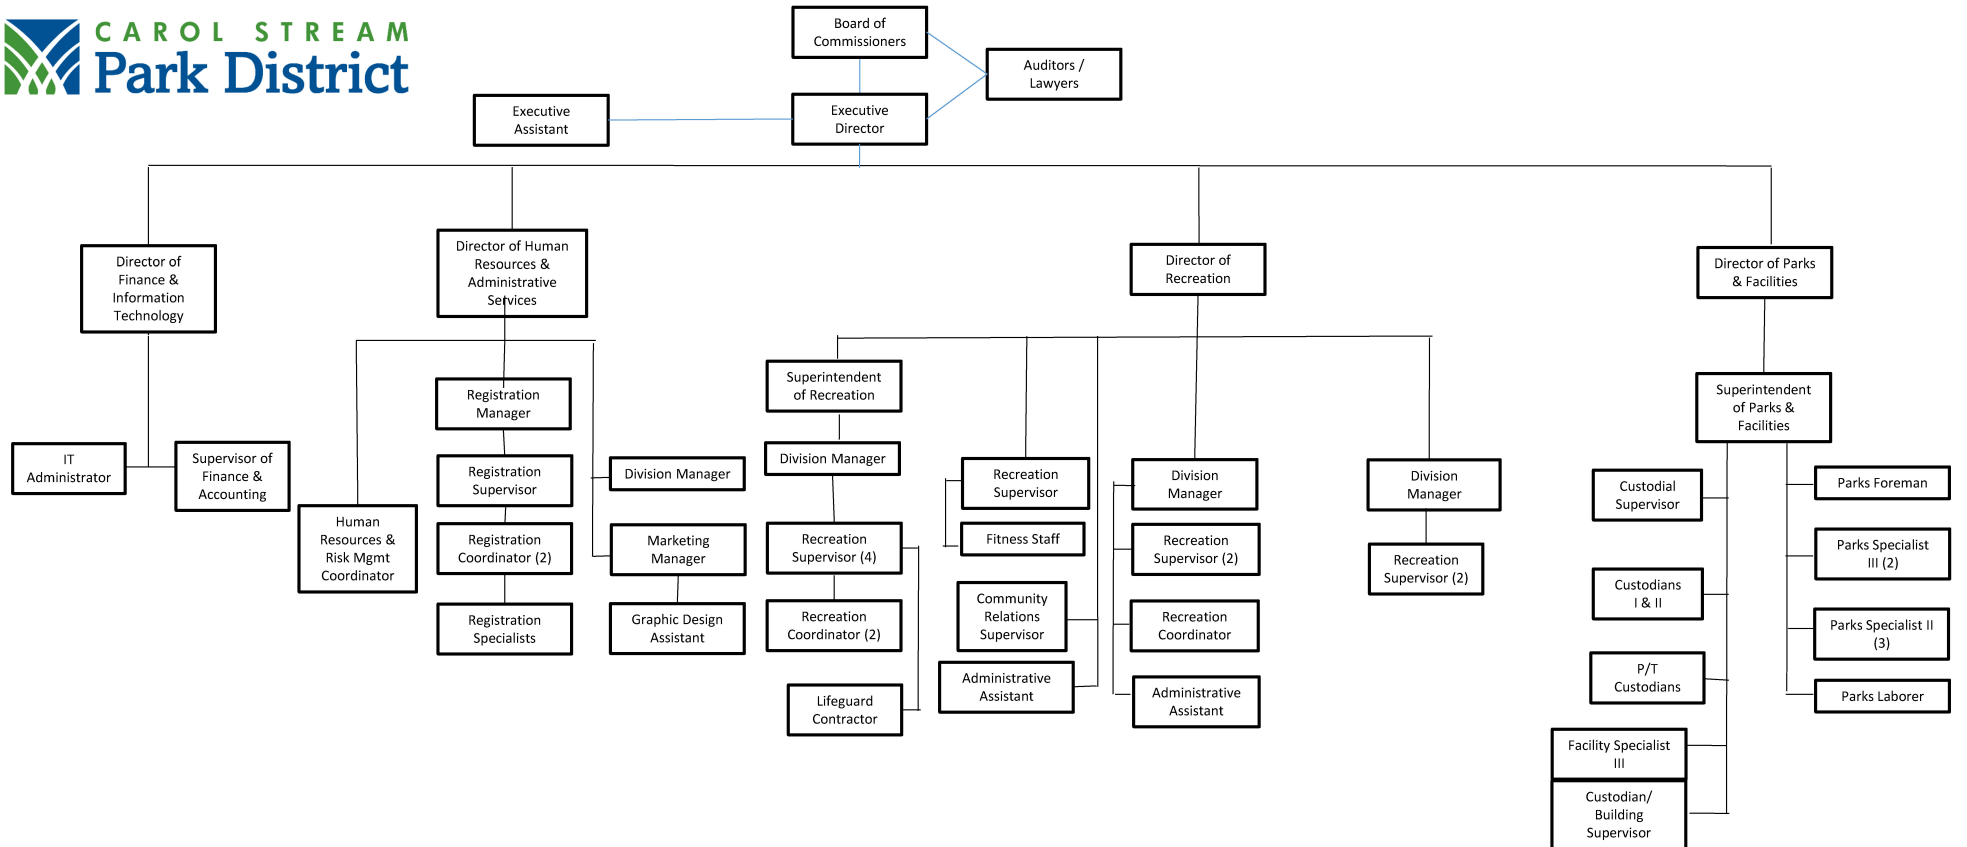 CAROL STREAM
Park District
Board of
Commissioners
Auditors /
Lawyers
Executive
Assistant
Executive
Director
Director of
Finance &
Information
Technology
Director of Human
Resources &
Administrative
Services
Director of
Recreation
Director of Parks
& Facilities
IT
Administrator
Supervisor of
Finance &
Accounting
Human
Resources &
Risk Mgmt
Coordinator
Registration
Manager
Registration
Supervisor
Registration
Coordinator (2)
Registration
Specialists
Division Manager
Marketing
Manager
Graphic Design
Assistant
Superintendent
of Recreation
Division Manager
Recreation
Supervisor (4)
Recreation
Coordinator (2)
Lifeguard
Contractor
Recreation
Supervisor
Fitness Staff
Community
Relations
Supervisor
Administrative
Assistant
Division
Manager
Recreation
Supervisor (2)
Recreation
Coordinator
Administrative
Assistant
Division
Manager
Recreation
Supervisor (2)
Superintendent
of Parks &
Facilities
Custodial
Supervisor
Custodians
I & II
P/T
Custodians
Facility Specialist
III
Custodian/
Building
Supervisor
Parks Foreman
Parks Specialist
III (2)
Parks Specialist II
(3)
Parks Laborer